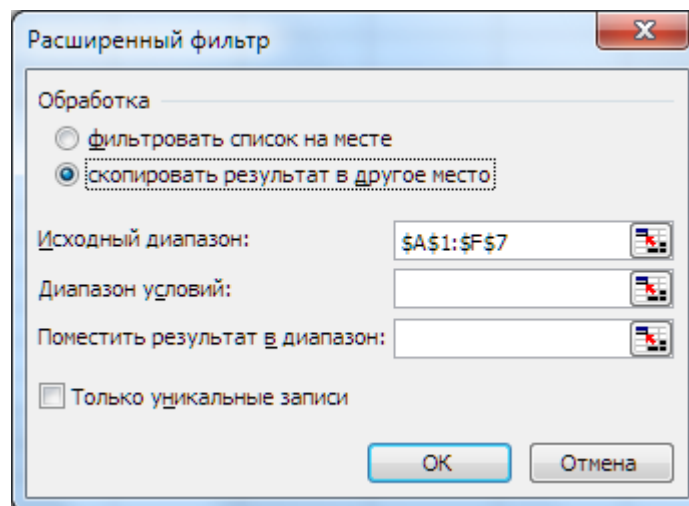 Расширенный фильтр
Обработка
фильтровать список на месте
скопировать результат в другое место
Исходный диапазон: $A$1:$F$7
Диапазон условий:
Поместить результат в диапазон:
Только уникальные записи
ОК Отмена